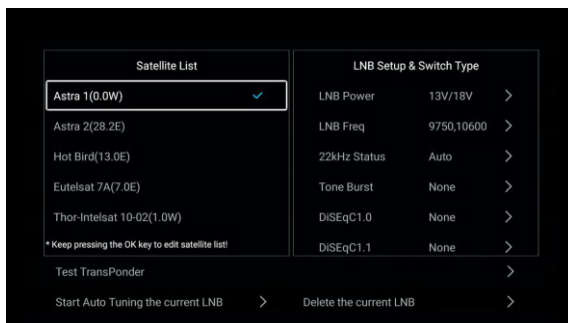 Satellite List
Astra 1(0.0W)
Astra 2(28.2E)
Hot Bird(13.0E)
Eutelsat 7A(7.0E)
Thor-Intelsat 10-02(1.0W)
* Keep pressing the OK key to edit satellite list!
LNB Setup & Switch Type
LNB Power 13V/18V
LNB Freq 9750,10600
22kHz Status Auto
Tone Burst None
DiSEqC1.0 None
DiSEqC1.1 None
Test TransPonder
Start Auto Tuning the current LNB
Delete the current LNB